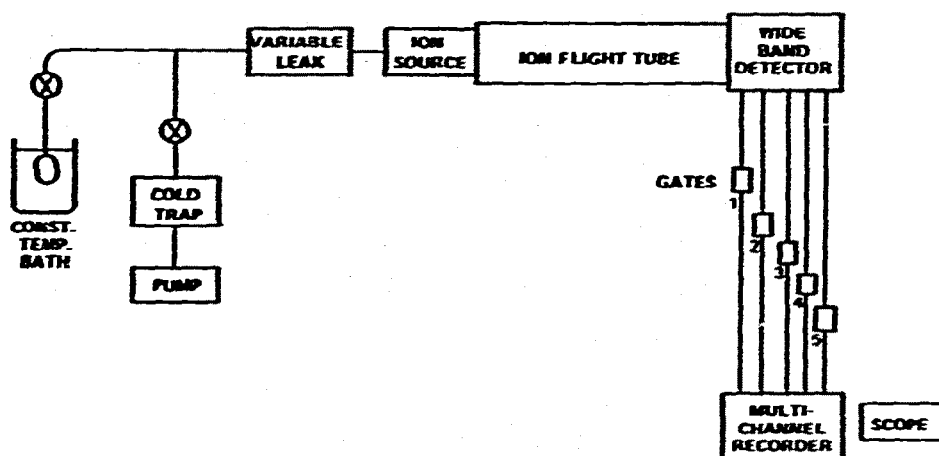 VARIABLE
LEAK
ION
SOURCE
ION FLIGHT TUBE
WIDE
BAND
DETECTOR
GATES
1
2
3
4
5
COLD
TRAP
PUMP
CONST-
TEMP-
BATH
MULTI-
CHANNEL
RECORDER
SCOPE